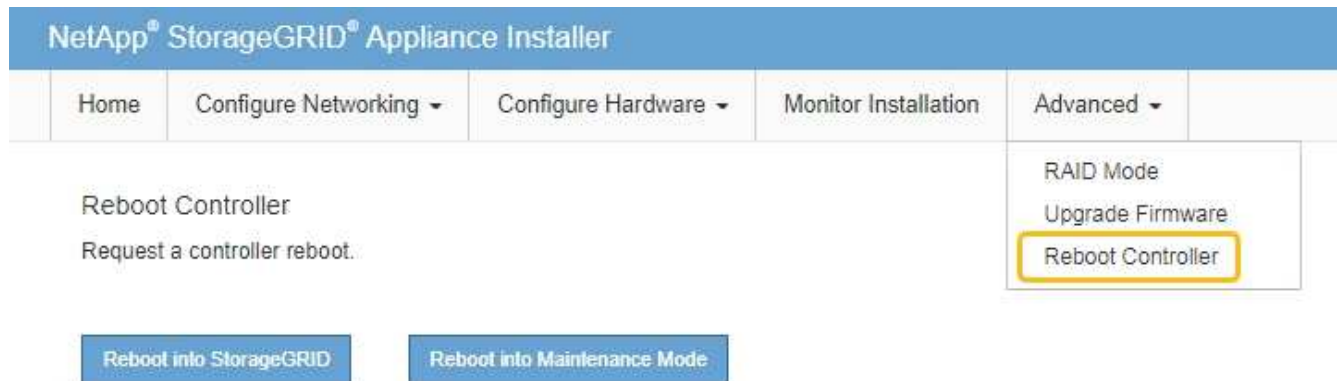 NetApp® StorageGRID® Appliance Installer
Home Configure Networking Configure Hardware Monitor Installation Advanced
RAID Mode
Upgrade Firmware
Reboot Controller
Reboot Controller
Request a controller reboot.
Reboot into StorageGRID Reboot into Maintenance Mode